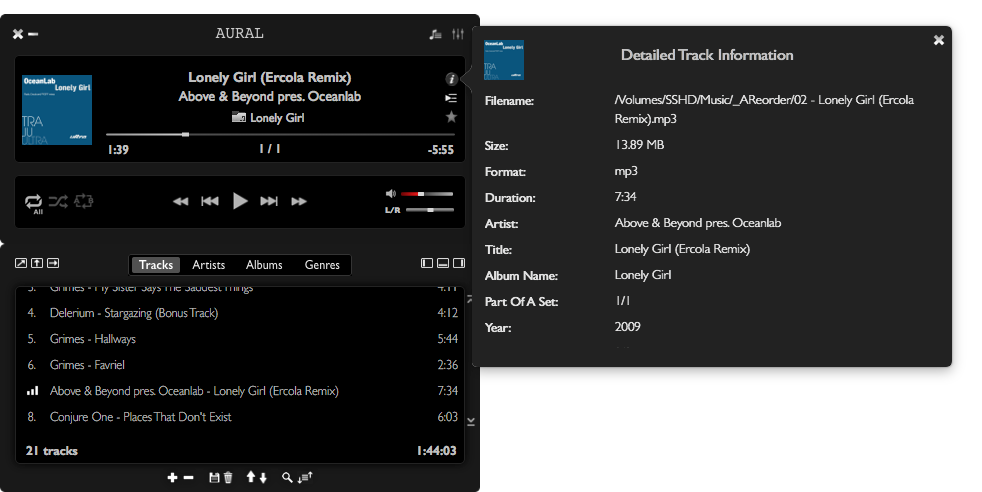 AURAL
OceanLab
Lonely Girl
TRA
JU
ULTRA
Lonely Girl (Ercola Remix)
Above & Beyond pres. Oceanlab
Lonely Girl
1:39
1 / 1
-5:55
All
L/R
Tracks
Artists
Albums
Genres
3. Grimes - My Sister Says The Saddest Things 4:11
4. Delerium - Stargazing (Bonus Track) 4:12
5. Grimes - Hallways 5:44
6. Grimes - Favriel 2:36
Above & Beyond pres. Oceanlab - Lonely Girl (Ercola Remix) 7:34
8. Conjure One - Places That Don't Exist 6:03
21 tracks 1:44:03
OceanLab
Lonely Girl
TRA
JU
Detailed Track Information
Filename: /Volumes/SSHD/Music/_AReorder/02 - Lonely Girl (Ercola
Remix).mp3
Size: 13.89 MB
Format: mp3
Duration: 7:34
Artist: Above & Beyond pres. Oceanlab
Title: Lonely Girl (Ercola Remix)
Album Name: Lonely Girl
Part Of A Set: 1/1
Year: 2009